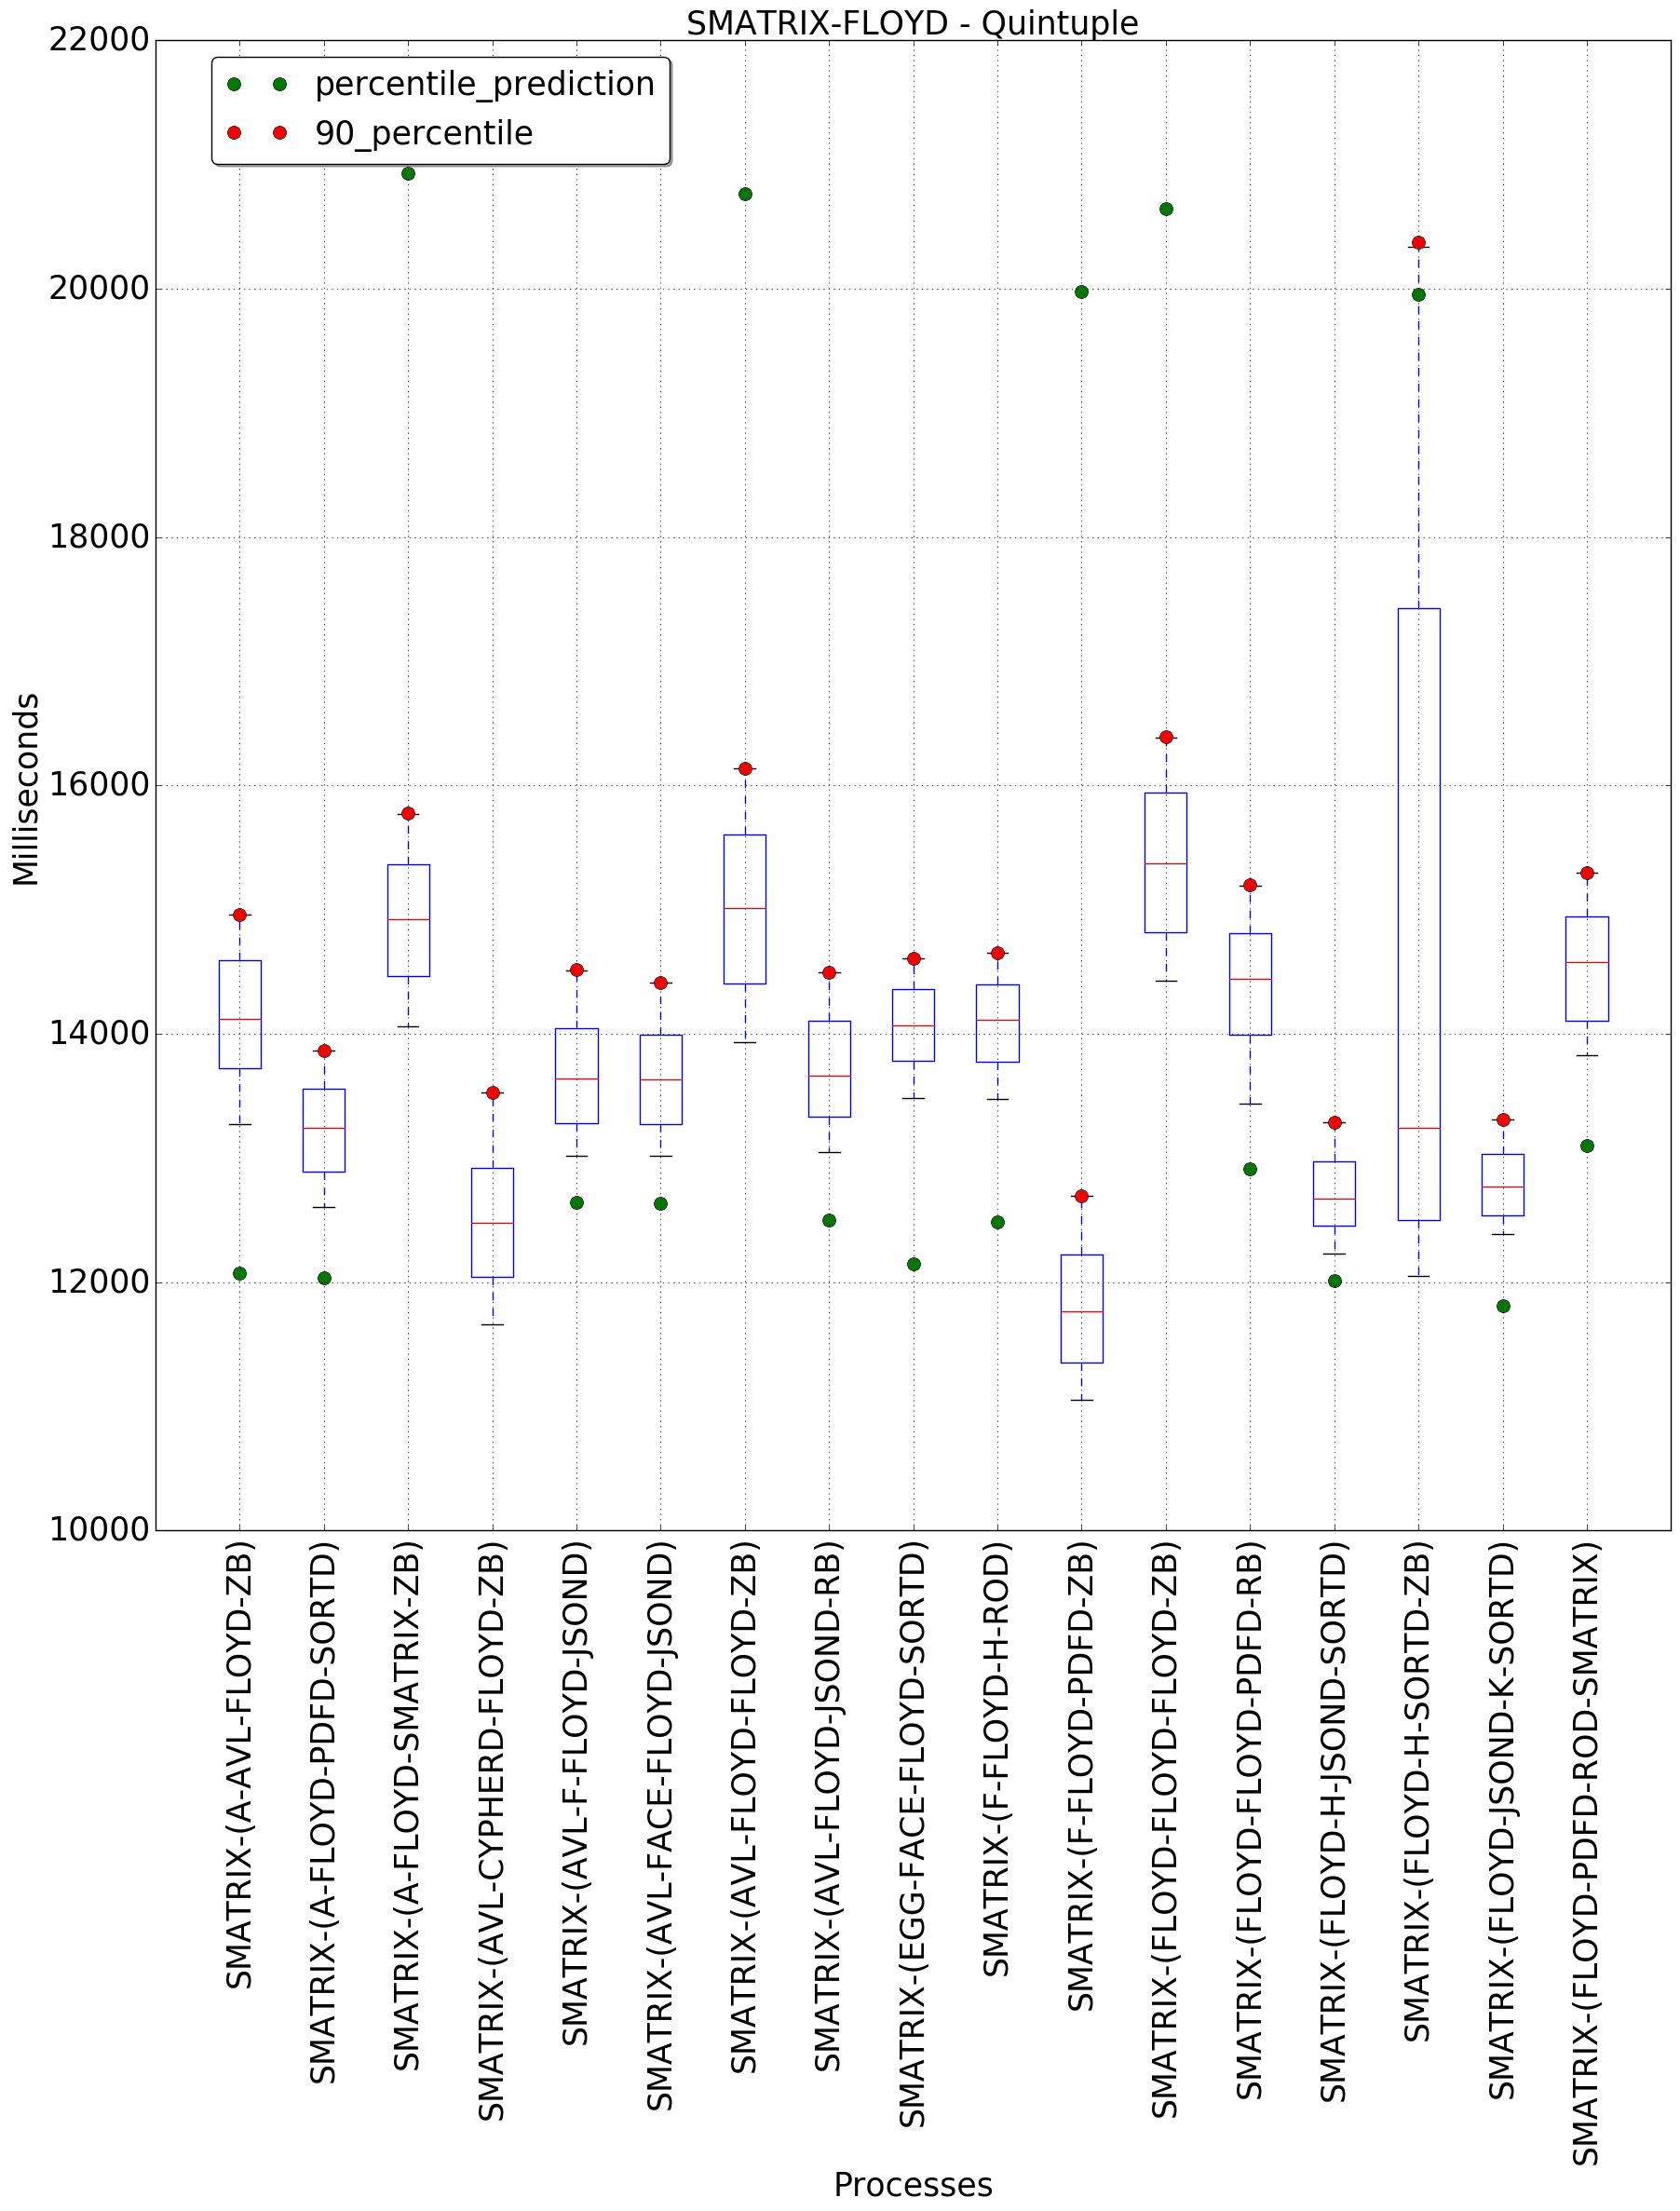 SMATRIX-FLOYD - Quintuple
percentile_prediction
90_percentile
22000
20000
18000
16000
14000
12000
10000
Milliseconds
SMATRIX-(A-AVL-FLOYD-ZB)
SMATRIX-(A-FLOYD-PDFD-SORTD)
SMATRIX-(A-FLOYD-SMATRIX-ZB)
SMATRIX-(AVL-CYPHERD-FLOYD-ZB)
SMATRIX-(AVL-F-FLOYD-JSOND)
SMATRIX-(AVL-FACE-FLOYD-JSOND)
SMATRIX-(AVL-FLOYD-FLOYD-ZB)
SMATRIX-(AVL-FLOYD-JSOND-RB)
SMATRIX-(EGG-FACE-FLOYD-SORTD)
SMATRIX-(F-FLOYD-H-ROD)
SMATRIX-(F-FLOYD-PDFD-ZB)
SMATRIX-(FLOYD-FLOYD-FLOYD-ZB)
SMATRIX-(FLOYD-FLOYD-PDFD-RB)
SMATRIX-(FLOYD-H-JSOND-SORTD)
SMATRIX-(FLOYD-H-SORTD-ZB)
SMATRIX-(FLOYD-JSOND-K-SORTD)
SMATRIX-(FLOYD-PDFD-ROD-SMATRIX)
Processes